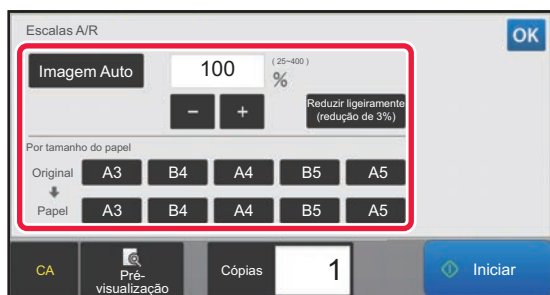 Escalas A/R
OK
Imagem Auto
100
(25~400)
%
−
+
Reduzir ligeiramente
(redução de 3%)
Por tamanho do papel
Original
A3
B4
A4
B5
A5
Papel
A3
B4
A4
B5
A5
CA
Pré-
visualização
Cópias
1
Iniciar